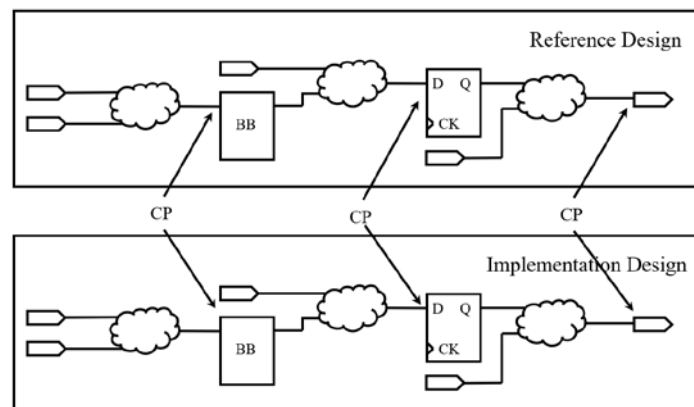 Reference Design
D Q
BB
CK
CP CP CP
Implementation Design
D Q
BB
CK